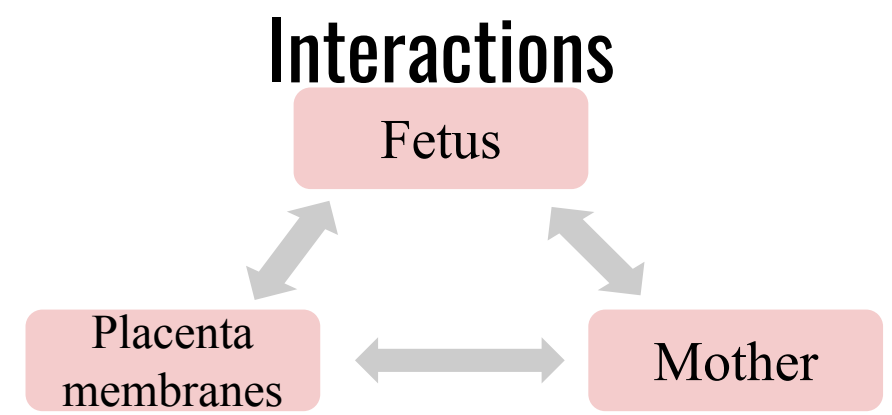 Interactions
Fetus
Placenta
membranes
Mother